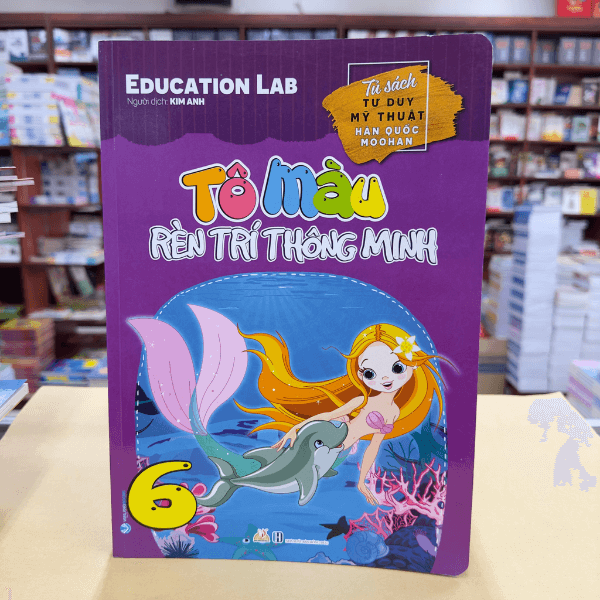 EDUCATION LAB
Người dịch: KIM ANH
Tủ sách
TƯ DUY
MỸ THUẬT
HÀN QUỐC
MOOHAN
TÔ MÀU
RÈN TRÍ THÔNG MINH
6